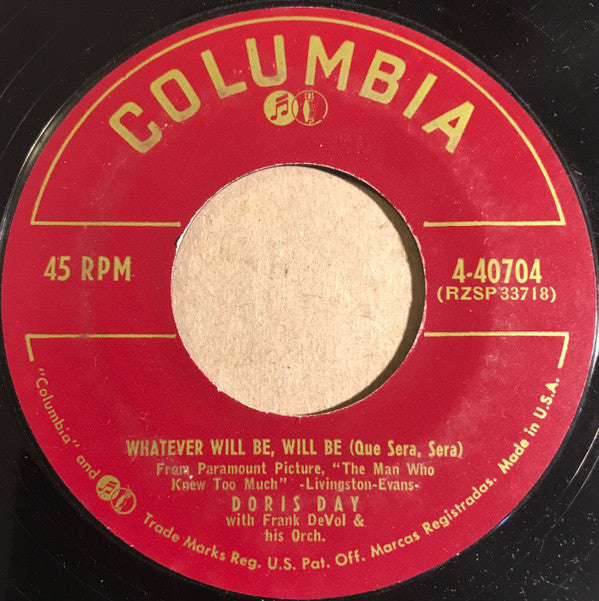 COLUMBIA
45 RPM
4-40704
(RZSP 33718)
WHATEVER WILL BE, WILL BE (Que Sera, Sera)
From Paramount Picture, "The Man Who
Knew Too Much" -Livingston-Evans-
DORIS DAY
with Frank DeVol &
his Orch.
"Columbia" and Trade Marks Reg. U.S. Pat. Off. Marcas Registradas. Made in U.S.A.